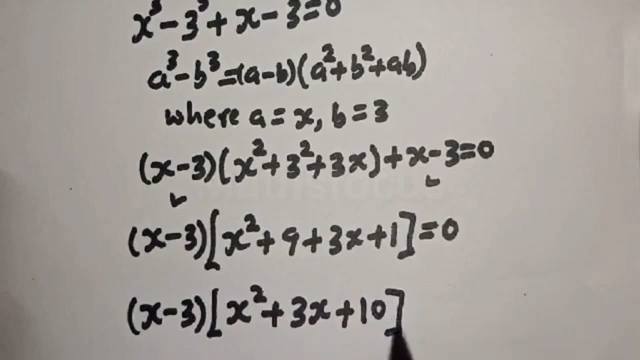 x³-3³+x-3=0
a³-b³=(a-b)(a²+b²+ab)
where a=x, b=3
(x-3)(x²+3²+3x)+x-3=0
(x-3)[x²+9+3x+1]=0
(x-3)[x²+3x+10]